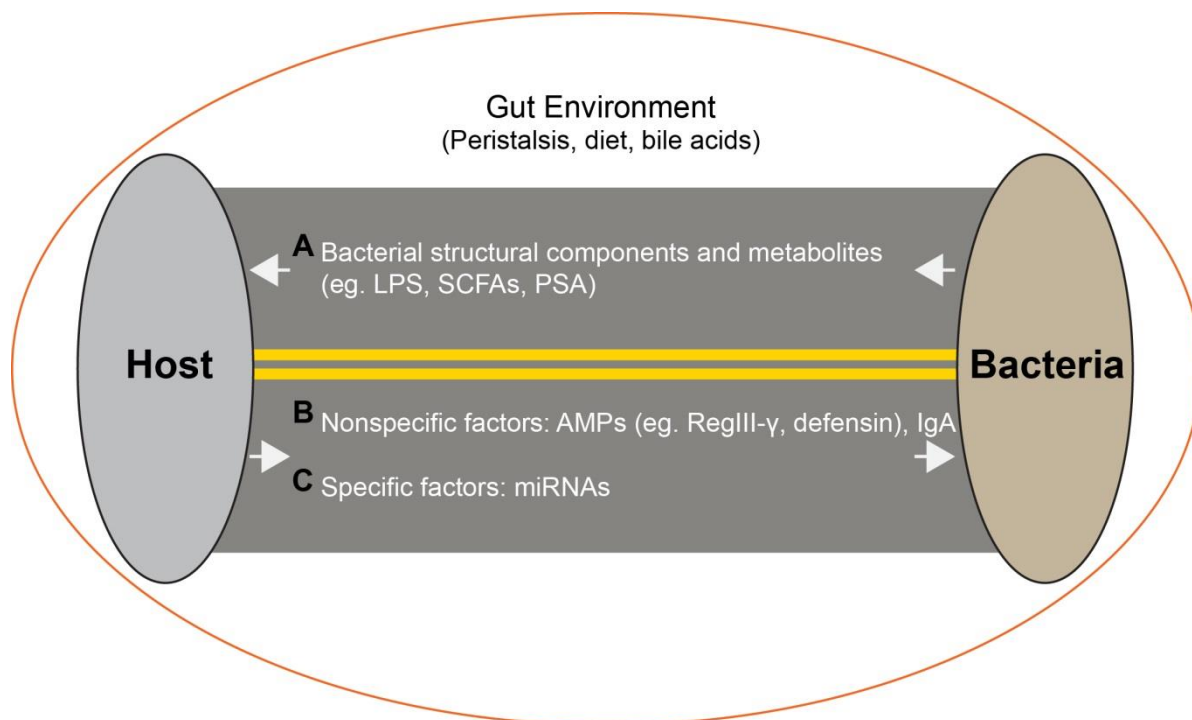 Gut Environment
(Peristalsis, diet, bile acids)
A Bacterial structural components and metabolites
(eg. LPS, SCFAs, PSA)
Host
Bacteria
B Nonspecific factors: AMPs (eg. RegIII-γ, defensin), IgA
C Specific factors: miRNAs